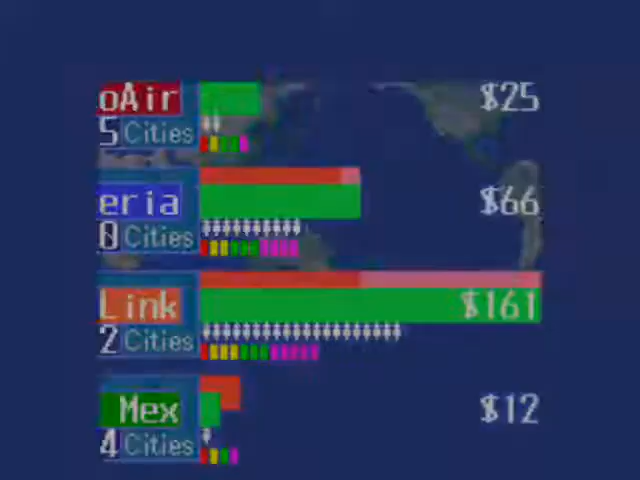 oAir $25
5 Cities
eria $66
0 Cities
Link $161
2 Cities
Mex $12
4 Cities